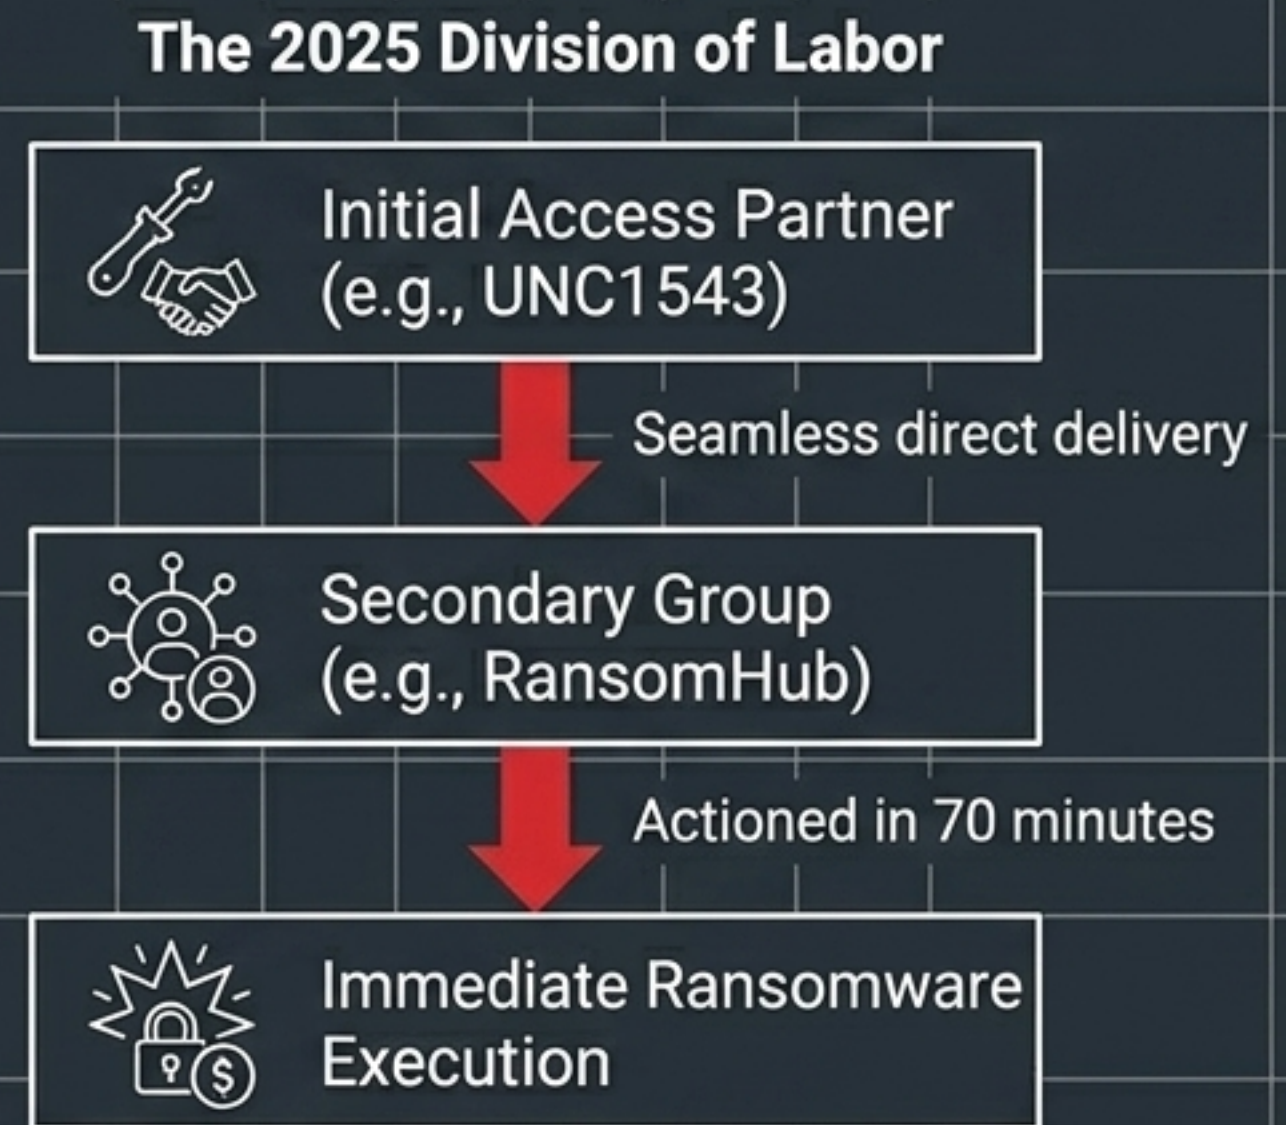 The 2025 Division of Labor
Initial Access Partner
(e.g., UNC1543)
Seamless direct delivery
Secondary Group
(e.g., RansomHub)
Actioned in 70 minutes
Immediate Ransomware
Execution
$